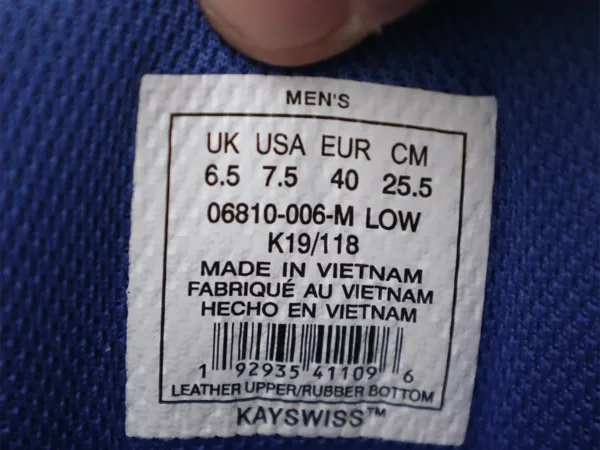 MEN'S
UK USA EUR CM
6.5 7.5 40 25.5
06810-006-M LOW
K19/118
MADE IN VIETNAM
FABRIQUÉ AU VIETNAM
HECHO EN VIETNAM
1 92935 41109 6
LEATHER UPPER/RUBBER BOTTOM
KAYSWISS™